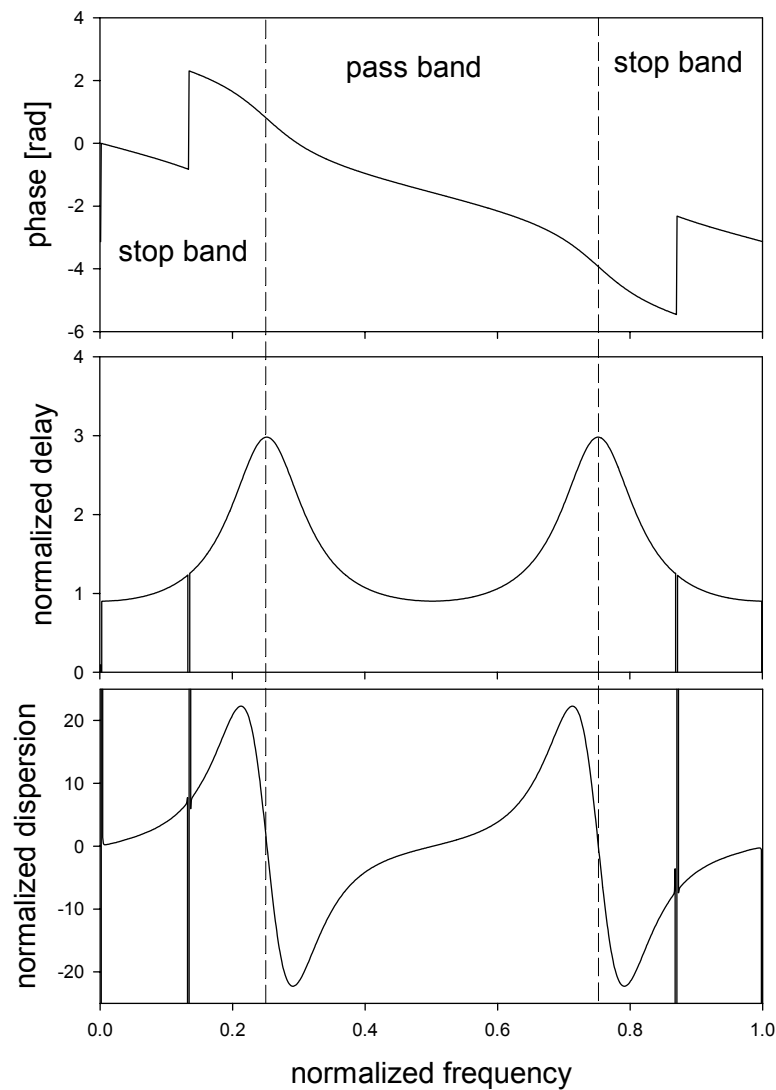 4
pass band
stop band
2
0
phase [rad]
-2
stop band
-4
-6
4
3
normalized delay
2
1
0
20
10
normalized dispersion
0
-10
-20
0.0 0.2 0.4 0.6 0.8 1.0
normalized frequency